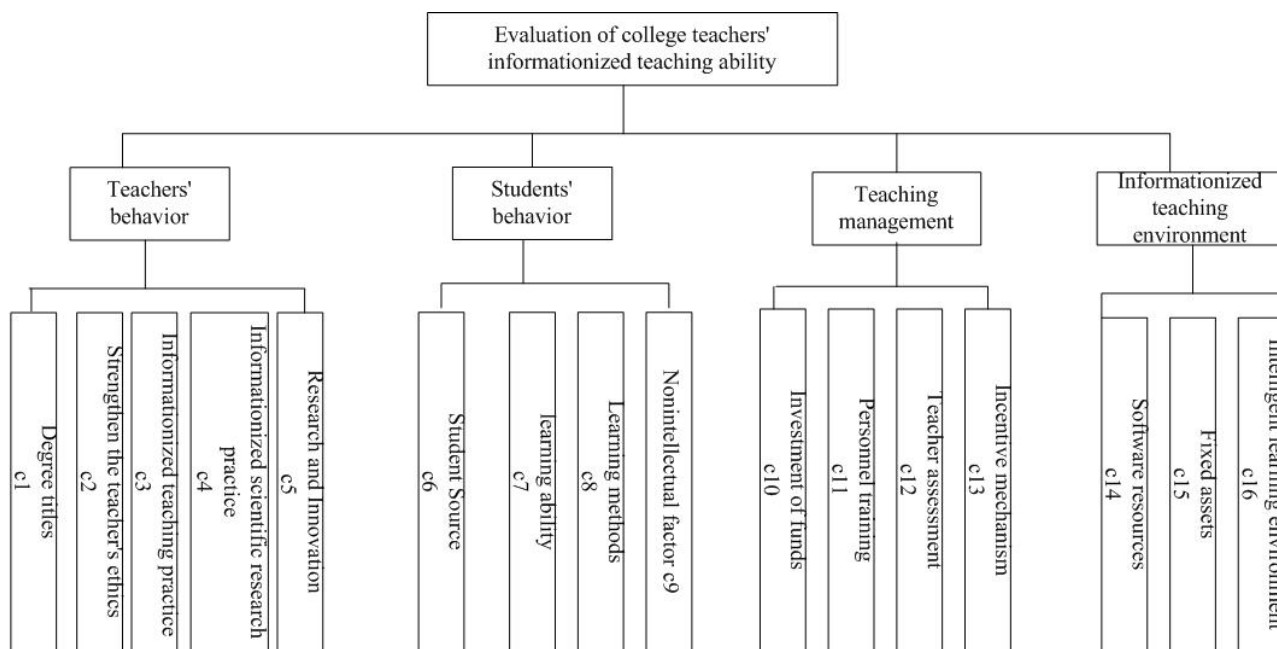 Evaluation of college teachers'
informationized teaching ability
Teachers'
behavior
Students'
behavior
Teaching
management
Informationized
teaching
environment
Degree titles
c1
Strengthen the teacher's ethics
c2
Informationized teaching practice
c3
Informationized scientific research
practice
c4
Research and Innovation
c5
Student Source
c6
learning ability
c7
Learning methods
c8
Nonintellectual factor c9
Investment of funds
c10
Personnel training
c11
Teacher assessment
c12
Incentive mechanism
c13
Software resources
c14
Fixed assets
c15
Intelligent learning environment
c16